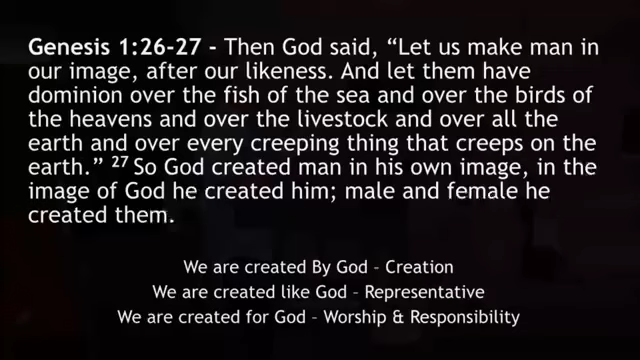 Genesis 1:26-27 - Then God said, “Let us make man in
our image, after our likeness. And let them have
dominion over the fish of the sea and over the birds of
the heavens and over the livestock and over all the
earth and over every creeping thing that creeps on the
earth.” 27 So God created man in his own image, in the
image of God he created him; male and female he
created them.
We are created By God – Creation
We are created like God – Representative
We are created for God – Worship & Responsibility